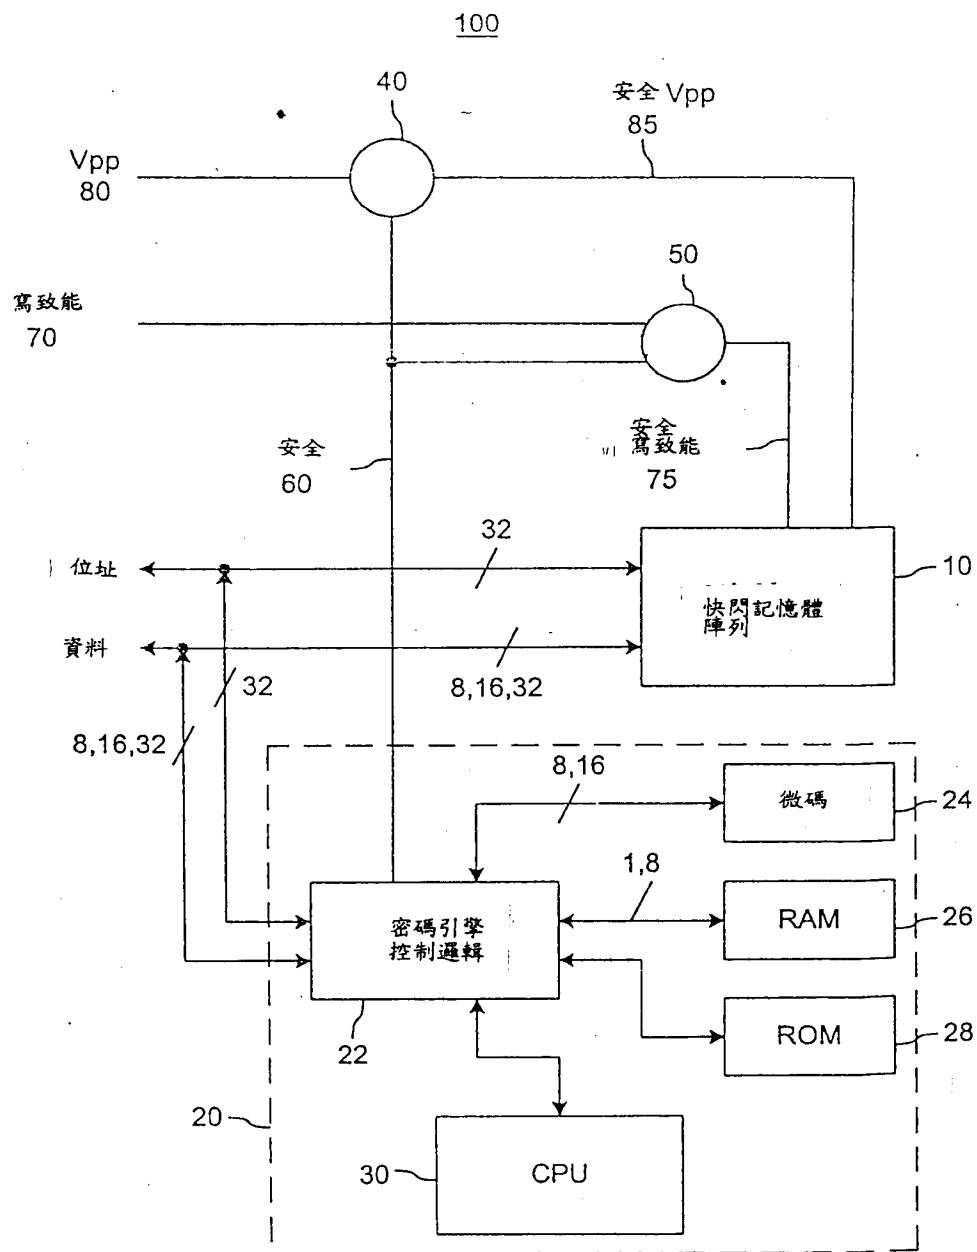 100
40
安全 Vpp
85
Vpp
80
50
寫致能
70
安全
60
安全
寫致能
75
32
位址
10
快閃記憶體
陣列
資料
32
8,16,32
8,16,32
8,16
微碼
24
1,8
RAM
26
密碼引擎
控制邏輯
ROM
28
22
20
30
CPU